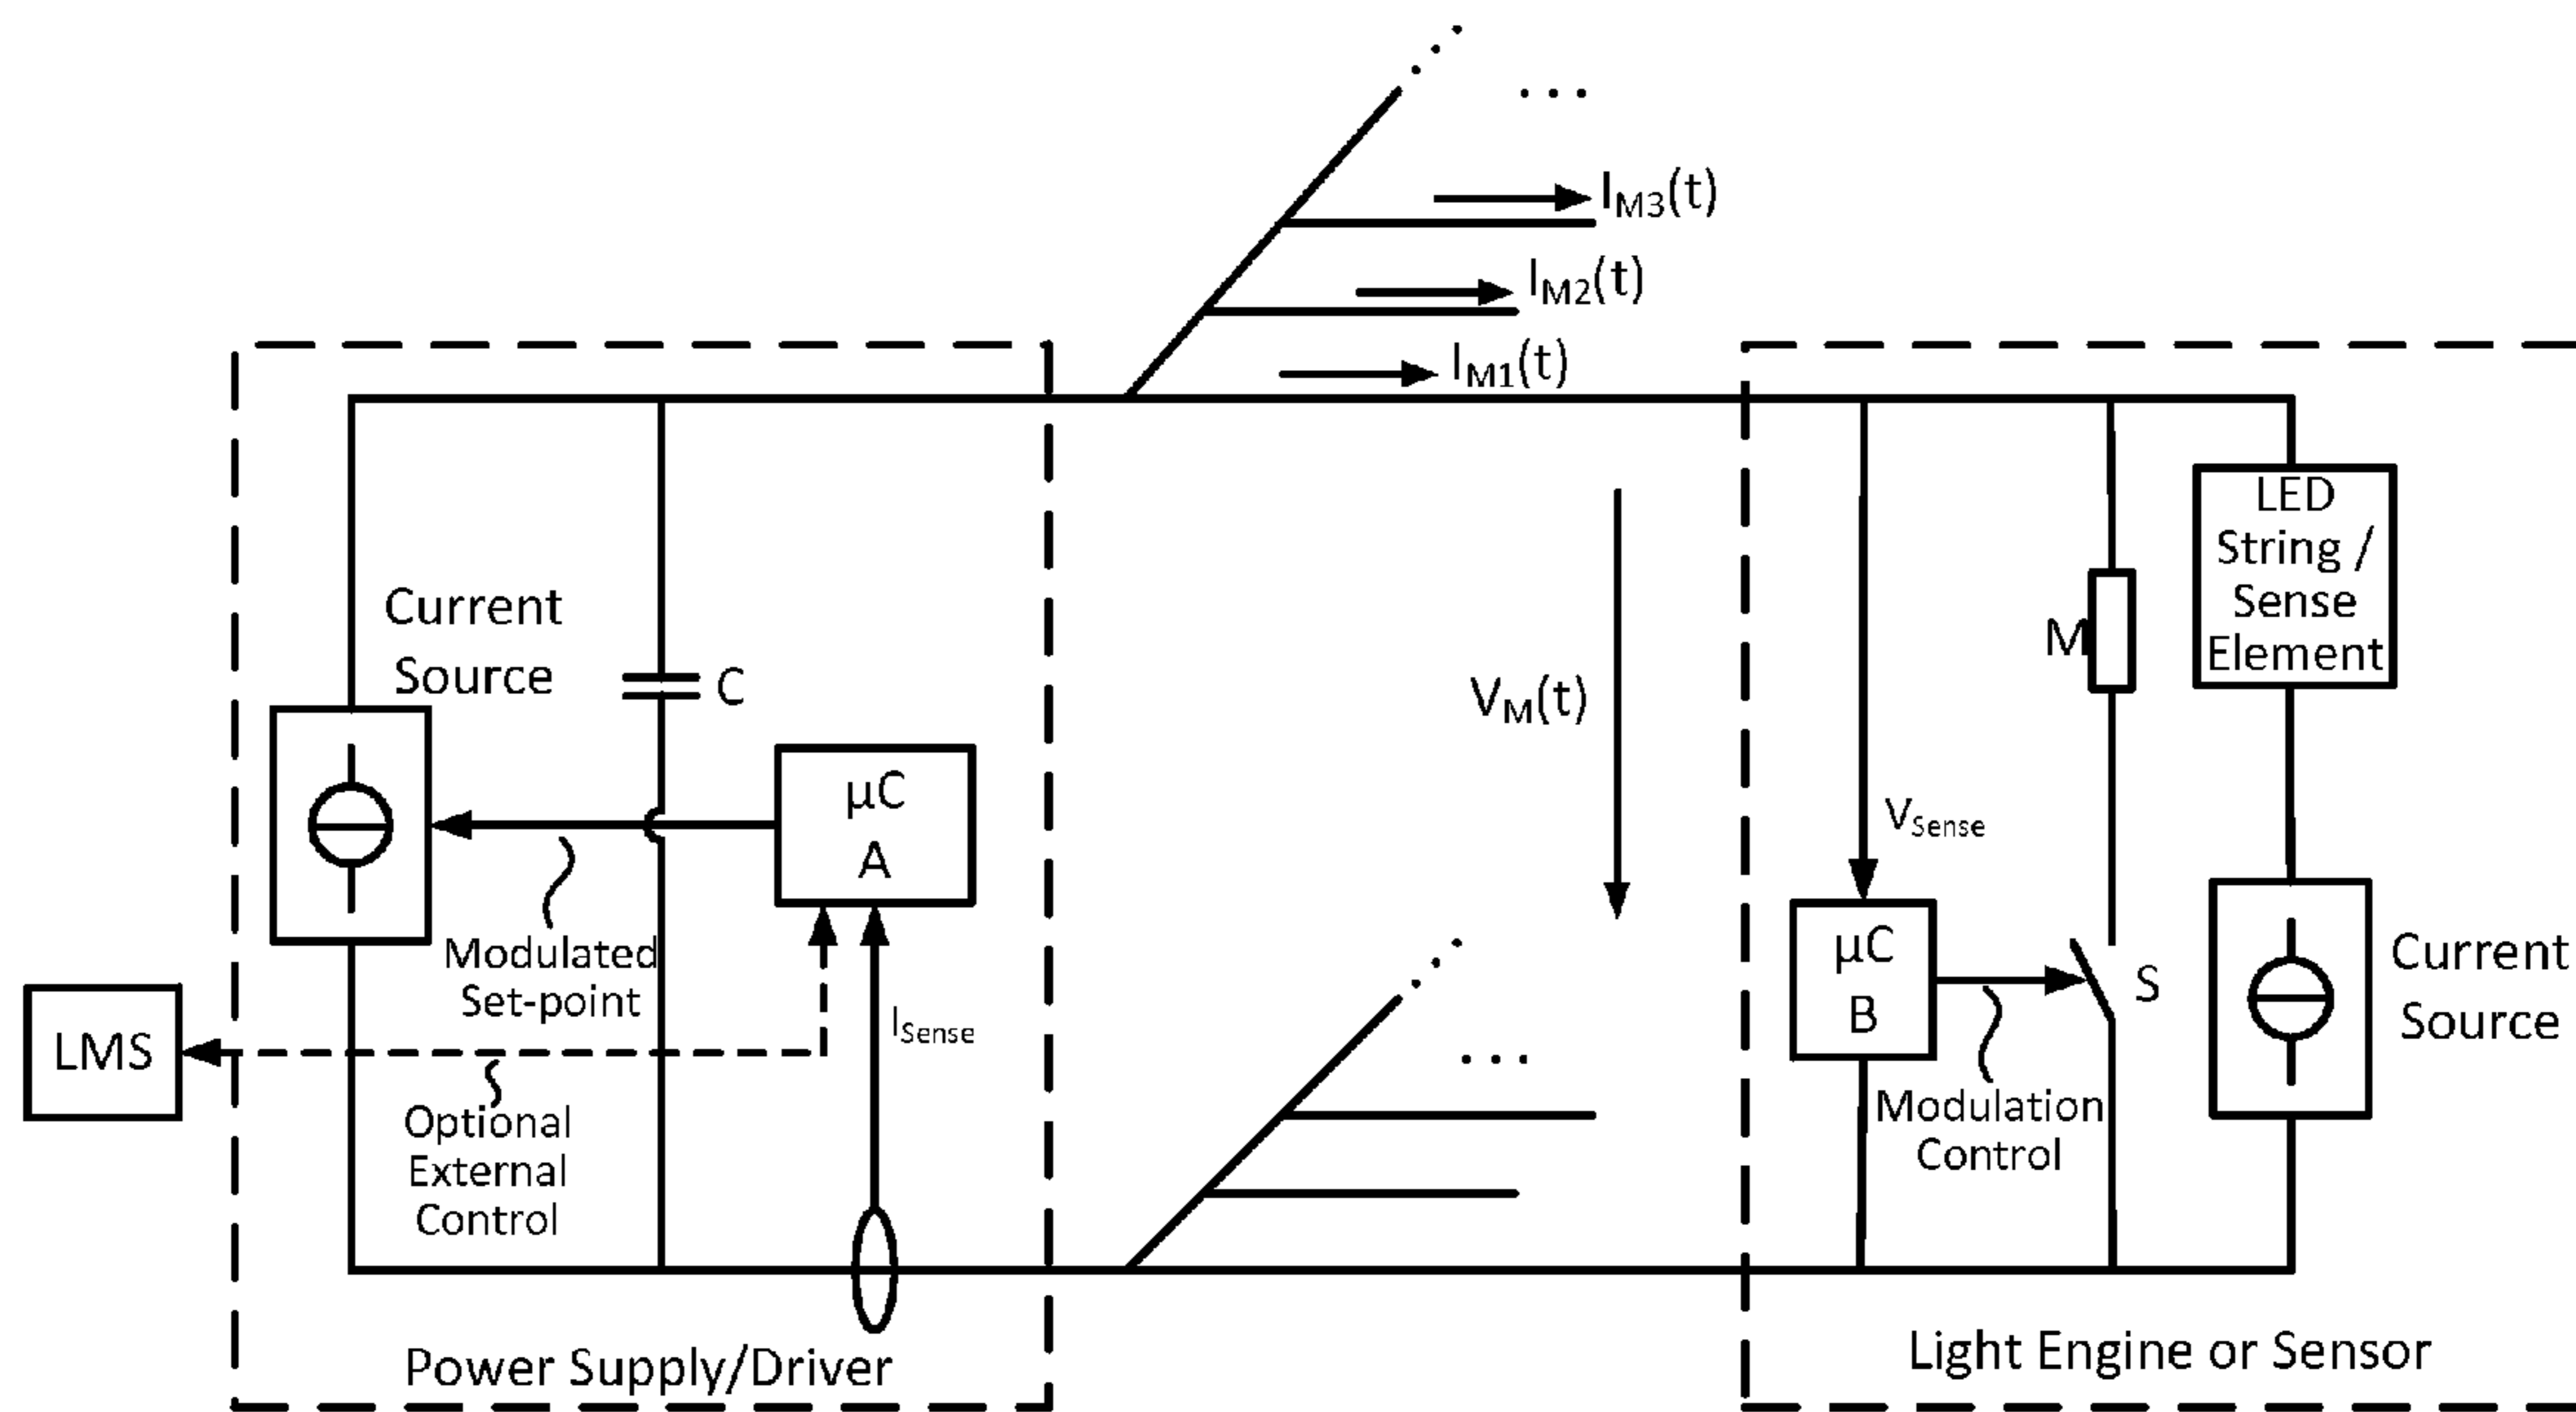 I_M3(t)
I_M2(t)
I_M1(t)
Current
Source
C
μC
A
Modulated
Set-point
I_Sense
LMS
Optional
External
Control
Power Supply/Driver
V_M(t)
LED
String /
Sense
Element
M
V_Sense
μC
B
S
Modulation
Control
Current
Source
Light Engine or Sensor